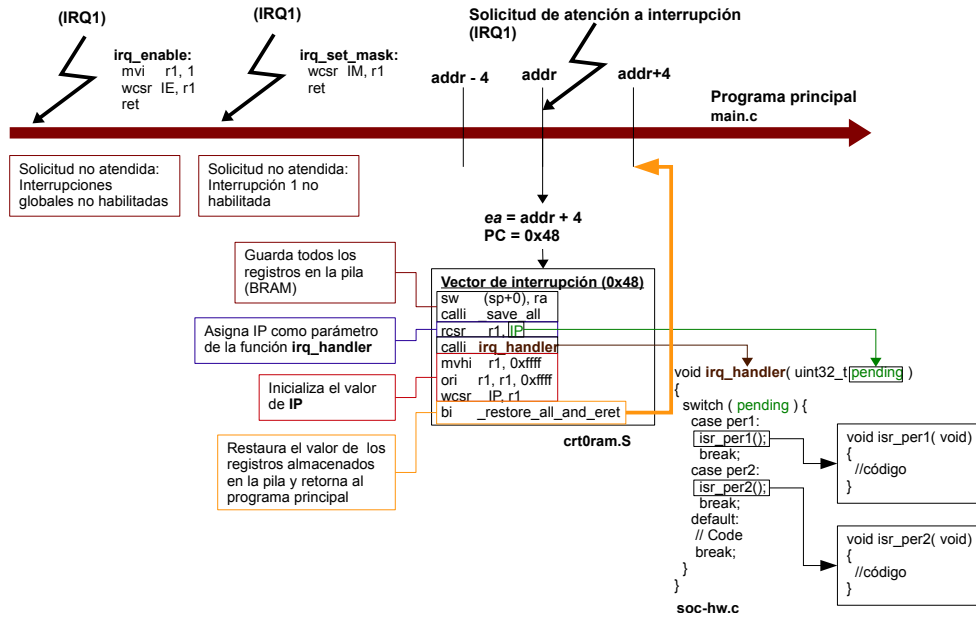 (IRQ1)
irq_enable:
mvi r1, 1
wcsr IE, r1
ret
(IRQ1)
irq_set_mask:
wcsr IM, r1
ret
Solicitud de atención a interrupción
(IRQ1)
addr - 4
addr
addr+4
Programa principal
main.c
Solicitud no atendida:
Interrupciones
globales no habilitadas
Solicitud no atendida:
Interrupción 1 no
habilitada
ea = addr + 4
PC = 0x48
Guarda todos los
registros en la pila
(BRAM)
Asigna IP como parámetro
de la función irq_handler
Inicializa el valor
de IP
Restaura el valor de los
registros almacenados
en la pila y retorna al
programa principal
Vector de interrupción (0x48)
sw (sp+0), ra
calli _save_all
rcsr r1, IP
calli irq_handler
mvhi r1, 0xffff
ori r1, r1, 0xffff
wcsr IP, r1
bi _restore_all_and_eret
crt0ram.S
void irq_handler( uint32_t pending )
{
switch ( pending ) {
case per1:
isr_per1();
break;
case per2:
isr_per2();
break;
default:
// Code
break;
}
}
soc-hw.c
void isr_per1( void)
{
//código
}
void isr_per2( void)
{
//código
}